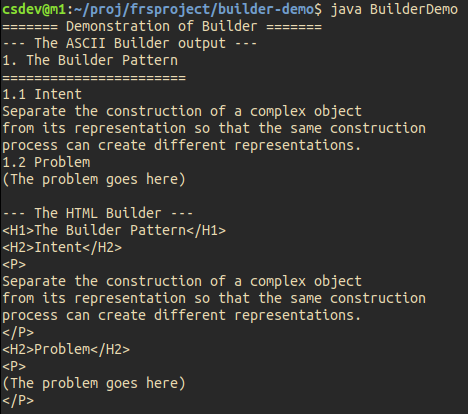 csdev@m1:~/proj/frsproject/builder-demo$ java BuilderDemo
======= Demonstration of Builder =======
--- The ASCII Builder output ---
1. The Builder Pattern
=======================
1.1 Intent
Separate the construction of a complex object
from its representation so that the same construction
process can create different representations.
1.2 Problem
(The problem goes here)

--- The HTML Builder ---
<H1>The Builder Pattern</H1>
<H2>Intent</H2>
<P>
Separate the construction of a complex object
from its representation so that the same construction
process can create different representations.
</P>
<H2>Problem</H2>
<P>
(The problem goes here)
</P>